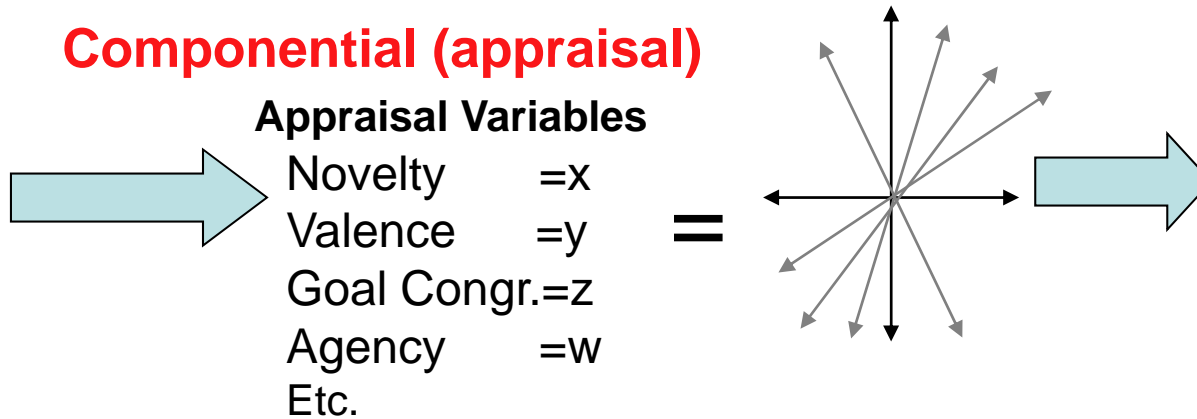 Componential (appraisal)
Appraisal Variables
Novelty =x
Valence =y
Goal Congr.=z
Agency =w
Etc.
=